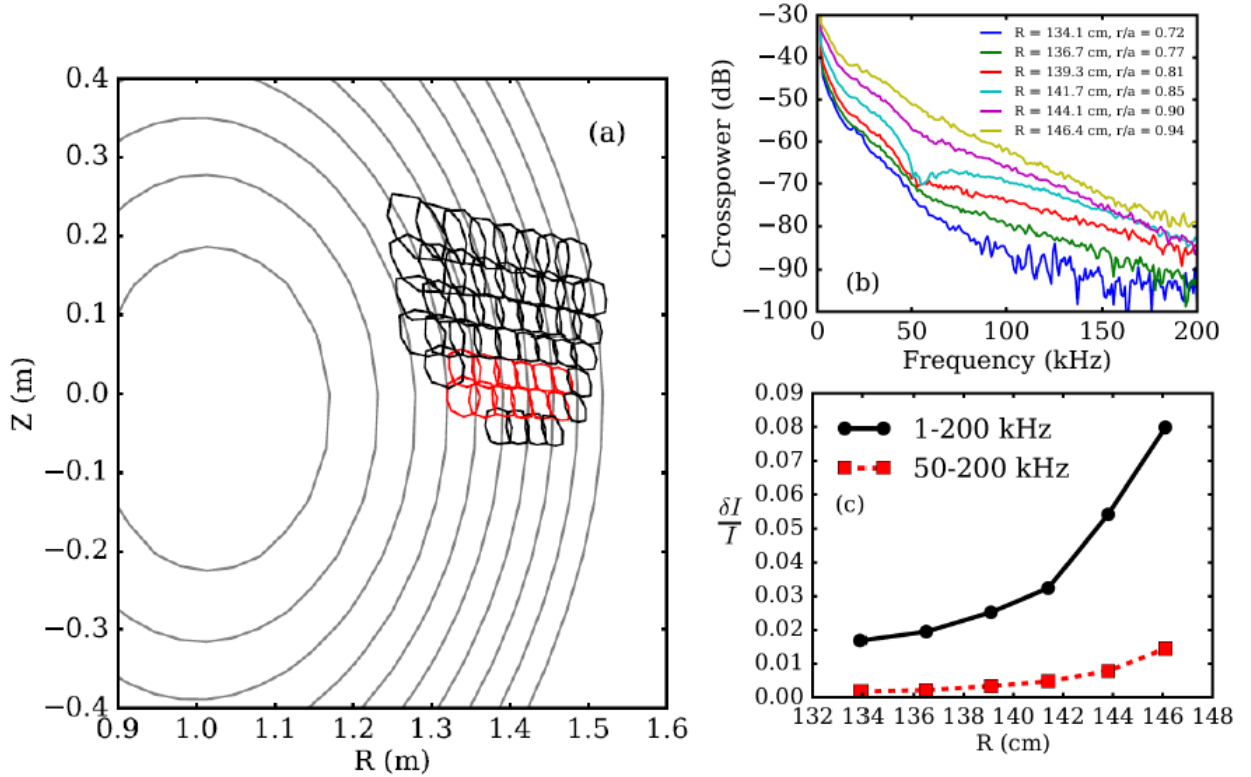 0.4
0.3
0.2
0.1
0.0
−0.1
−0.2
−0.3
−0.4
Z (m)
(a)
0.9 1.0 1.1 1.2 1.3 1.4 1.5 1.6
R (m)
−30
−40
−50
−60
−70
−80
−90
−100
Crosspower (dB)
R = 134.1 cm, r/a = 0.72
R = 136.7 cm, r/a = 0.77
R = 139.3 cm, r/a = 0.81
R = 141.7 cm, r/a = 0.85
R = 144.1 cm, r/a = 0.90
R = 146.4 cm, r/a = 0.94
(b)
0 50 100 150 200
Frequency (kHz)
0.09
0.08
0.07
0.06
0.05
0.04
0.03
0.02
0.01
0.00
δI
I
1-200 kHz
50-200 kHz
(c)
132 134 136 138 140 142 144 146 148
R (cm)